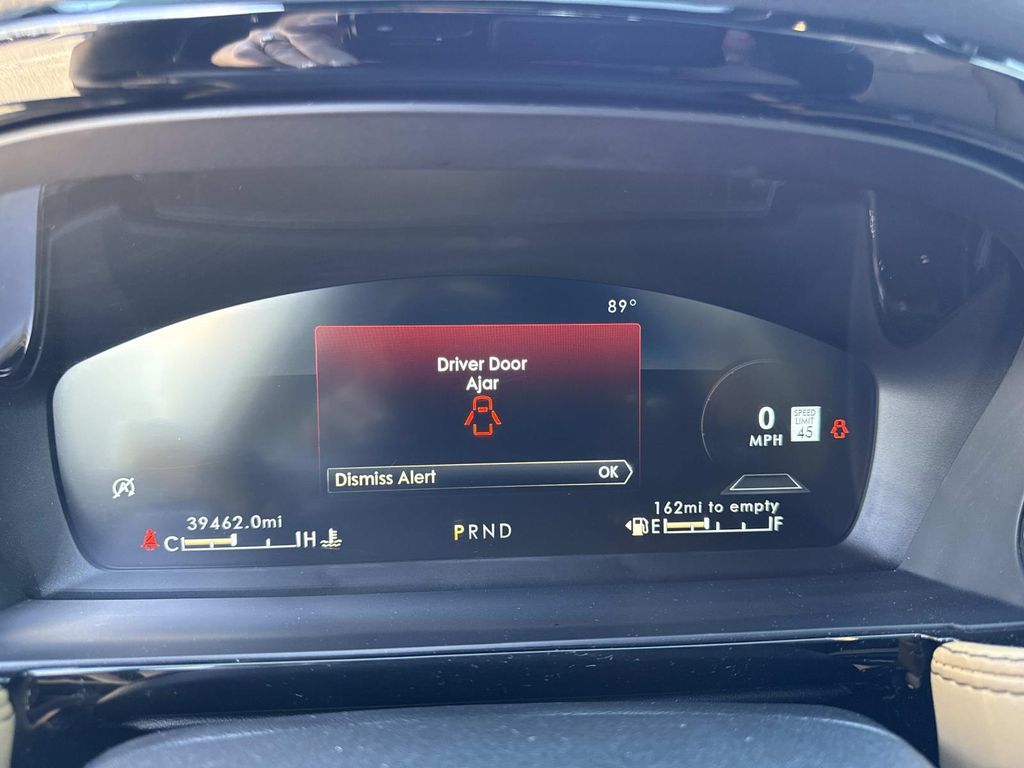 89°
Driver Door
Ajar
0
MPH
SPEED
LIMIT
45
Dismiss Alert OK
39462.0mi
C H
PRND
162mi to empty
E F